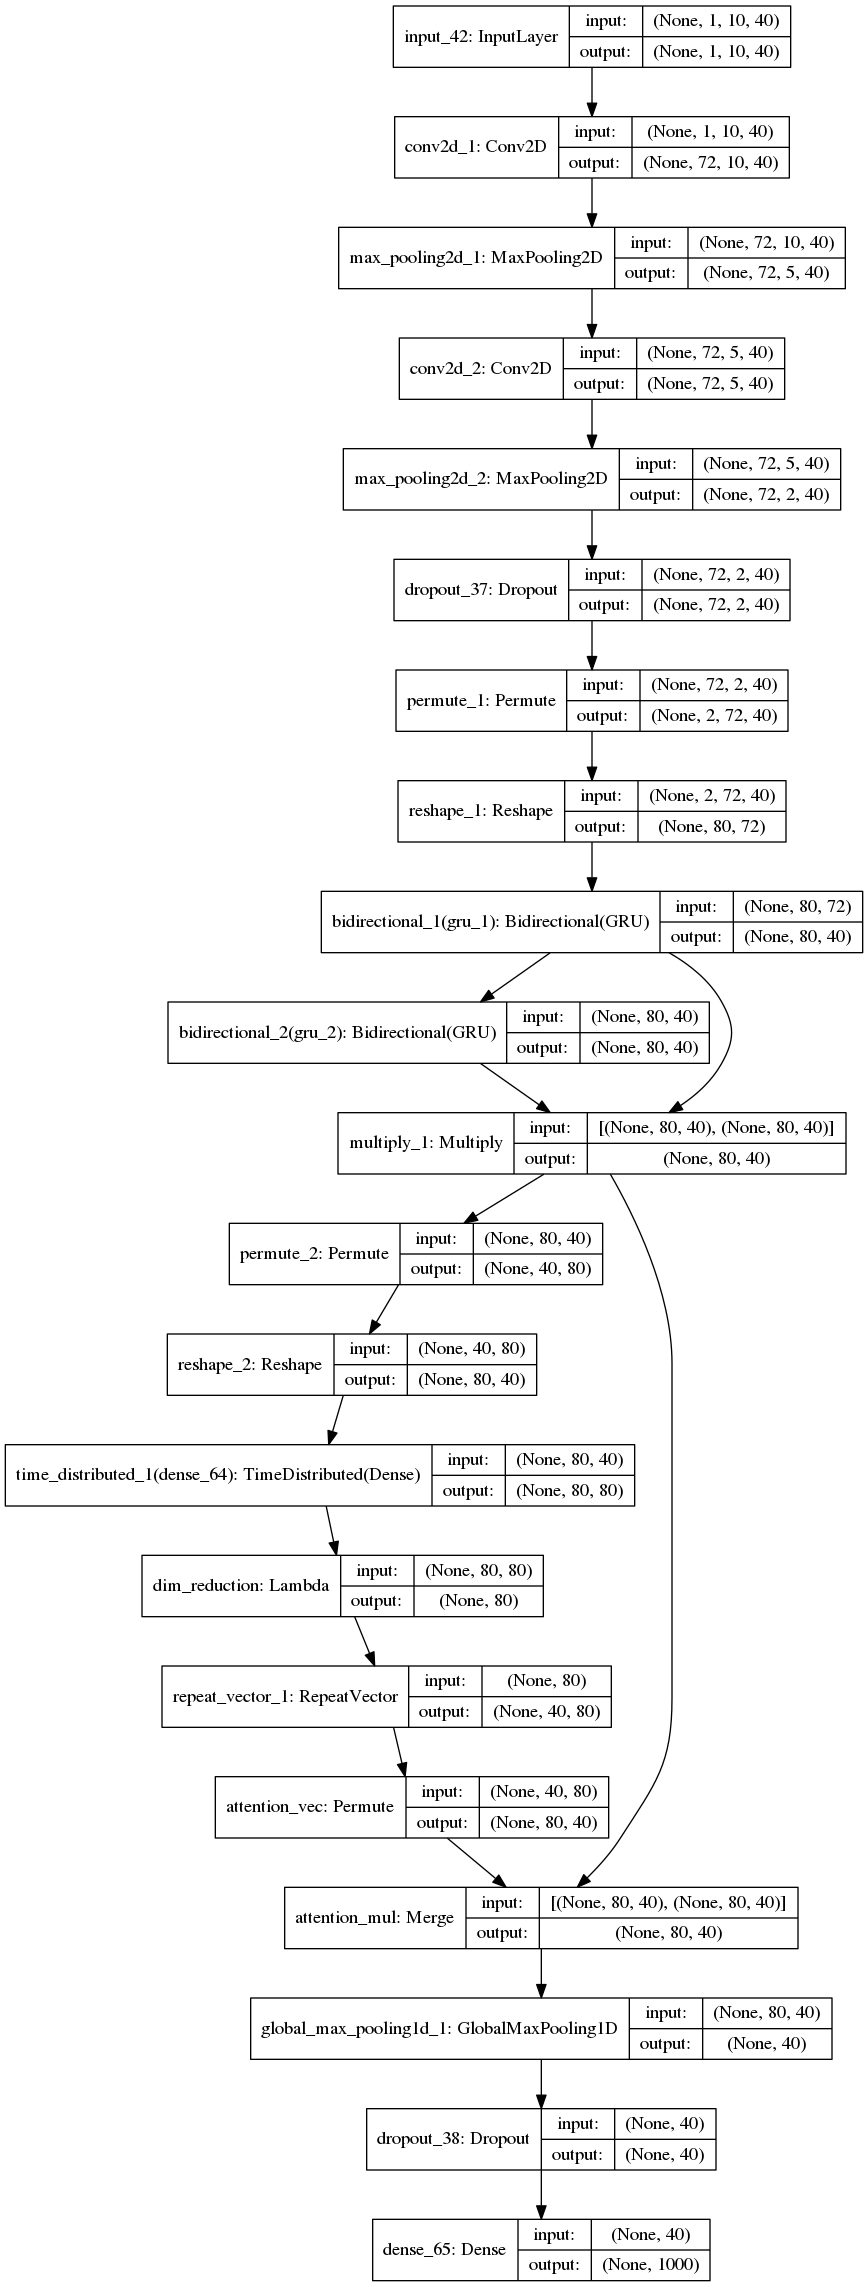 input_42: InputLayer
input: (None, 1, 10, 40)
output: (None, 1, 10, 40)
conv2d_1: Conv2D
input: (None, 1, 10, 40)
output: (None, 72, 10, 40)
max_pooling2d_1: MaxPooling2D
input: (None, 72, 10, 40)
output: (None, 72, 5, 40)
conv2d_2: Conv2D
input: (None, 72, 5, 40)
output: (None, 72, 5, 40)
max_pooling2d_2: MaxPooling2D
input: (None, 72, 5, 40)
output: (None, 72, 2, 40)
dropout_37: Dropout
input: (None, 72, 2, 40)
output: (None, 72, 2, 40)
permute_1: Permute
input: (None, 72, 2, 40)
output: (None, 2, 72, 40)
reshape_1: Reshape
input: (None, 2, 72, 40)
output: (None, 80, 72)
bidirectional_1(gru_1): Bidirectional(GRU)
input: (None, 80, 72)
output: (None, 80, 40)
bidirectional_2(gru_2): Bidirectional(GRU)
input: (None, 80, 40)
output: (None, 80, 40)
multiply_1: Multiply
input: [(None, 80, 40), (None, 80, 40)]
output: (None, 80, 40)
permute_2: Permute
input: (None, 80, 40)
output: (None, 40, 80)
reshape_2: Reshape
input: (None, 40, 80)
output: (None, 80, 40)
time_distributed_1(dense_64): TimeDistributed(Dense)
input: (None, 80, 40)
output: (None, 80, 80)
dim_reduction: Lambda
input: (None, 80, 80)
output: (None, 80)
repeat_vector_1: RepeatVector
input: (None, 80)
output: (None, 40, 80)
attention_vec: Permute
input: (None, 40, 80)
output: (None, 80, 40)
attention_mul: Merge
input: [(None, 80, 40), (None, 80, 40)]
output: (None, 80, 40)
global_max_pooling1d_1: GlobalMaxPooling1D
input: (None, 80, 40)
output: (None, 40)
dropout_38: Dropout
input: (None, 40)
output: (None, 40)
dense_65: Dense
input: (None, 40)
output: (None, 1000)